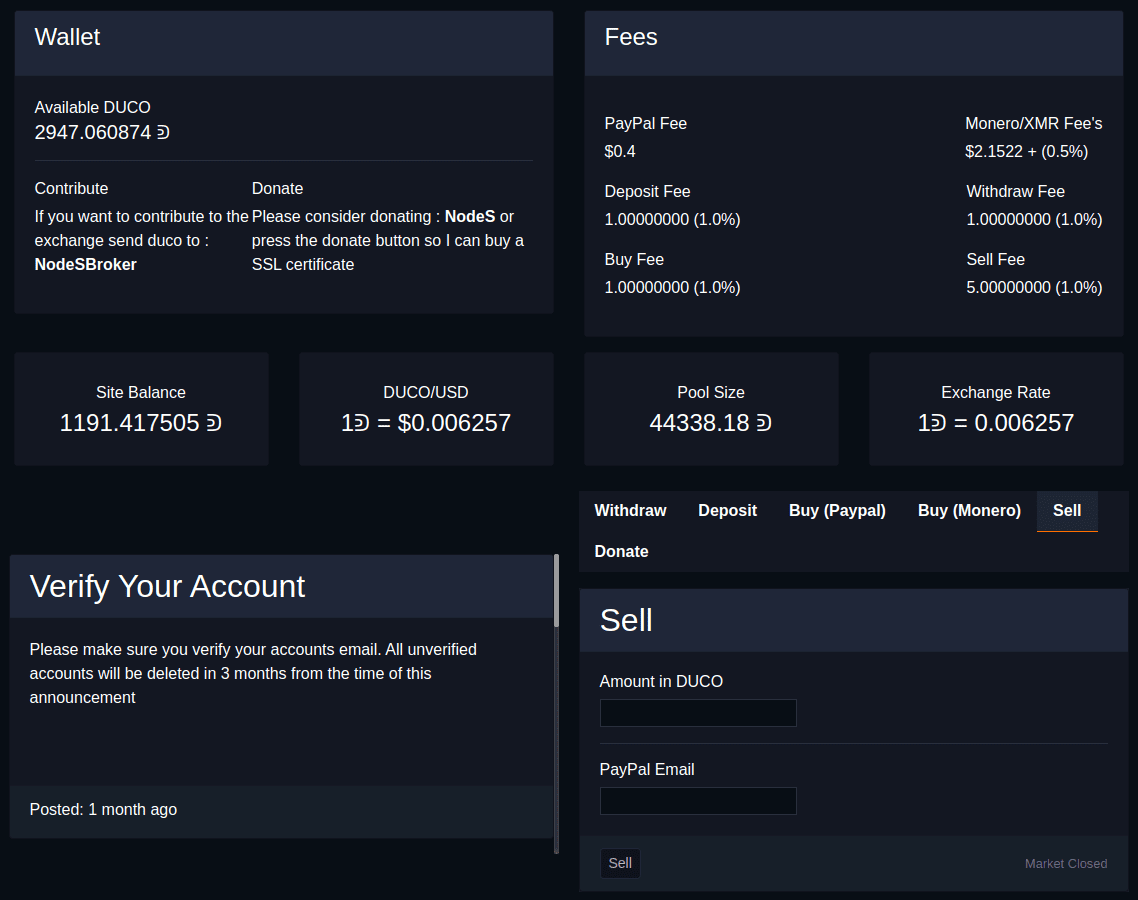 Wallet
Available DUCO
2947.060874 ᕲ
Contribute
If you want to contribute to the
exchange send duco to :
NodeSBroker
Donate
Please consider donating : NodeS or
press the donate button so I can buy a
SSL certificate
Fees
PayPal Fee
$0.4
Monero/XMR Fee's
$2.1522 + (0.5%)
Deposit Fee
1.00000000 (1.0%)
Withdraw Fee
1.00000000 (1.0%)
Buy Fee
1.00000000 (1.0%)
Sell Fee
5.00000000 (1.0%)
Site Balance
1191.417505 ᕲ
DUCO/USD
1ᕲ = $0.006257
Pool Size
44338.18 ᕲ
Exchange Rate
1ᕲ = 0.006257
Verify Your Account
Please make sure you verify your accounts email. All unverified
accounts will be deleted in 3 months from the time of this
announcement
Posted: 1 month ago
Withdraw Deposit Buy (Paypal) Buy (Monero) Sell
Donate
Sell
Amount in DUCO
PayPal Email
Sell
Market Closed